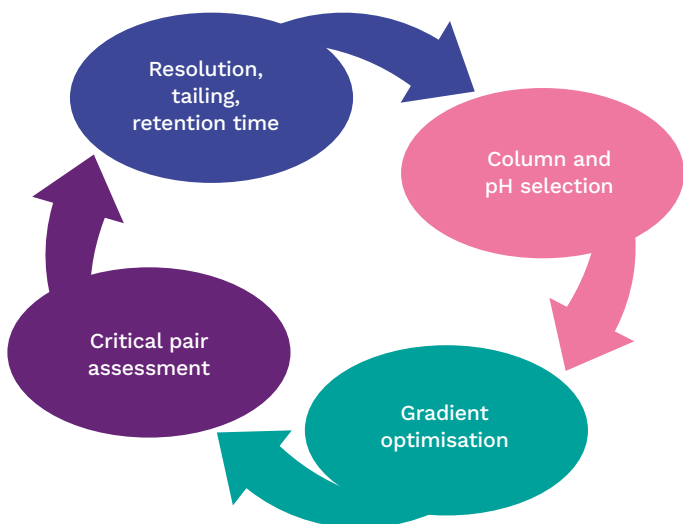 Resolution,
tailing,
retention time
Column and
pH selection
Gradient
optimisation
Critical pair
assessment